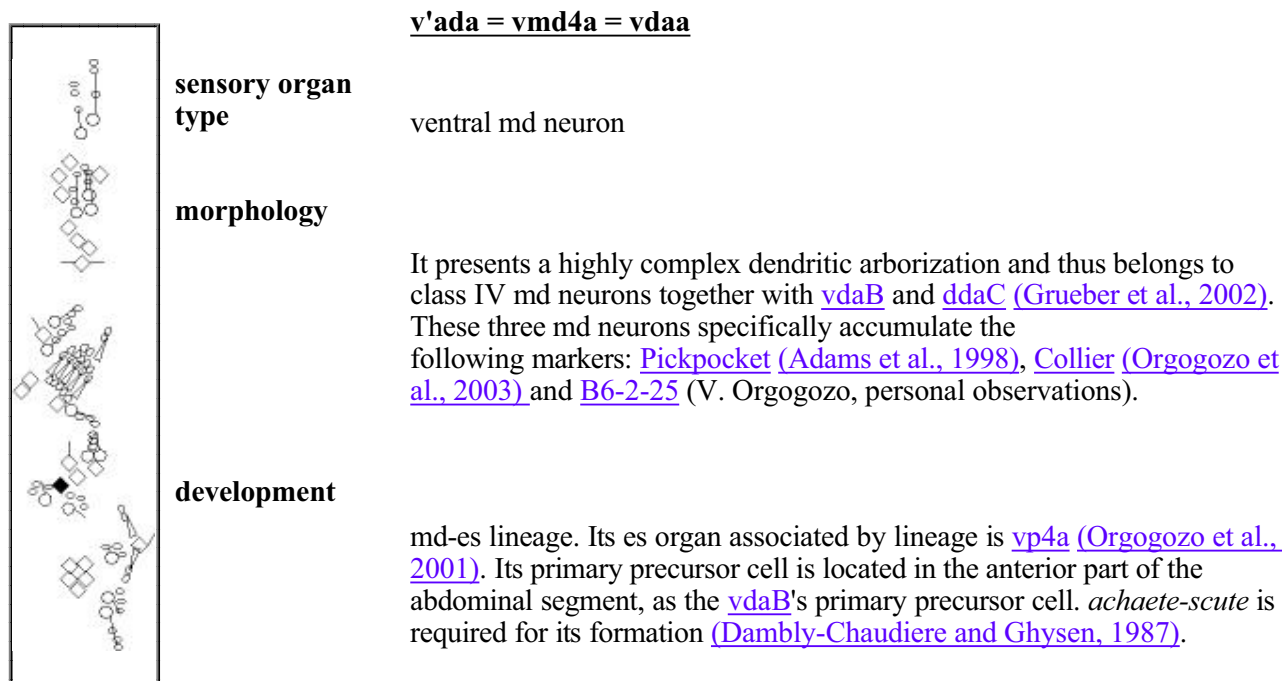 v'ada = vmd4a = vdaa
sensory organ
type
ventral md neuron
morphology
It presents a highly complex dendritic arborization and thus belongs to
class IV md neurons together with vdaB and ddaC (Grueber et al., 2002).
These three md neurons specifically accumulate the
following markers: Pickpocket (Adams et al., 1998), Collier (Orgogozo et
al., 2003) and B6-2-25 (V. Orgogozo, personal observations).
development
md-es lineage. Its es organ associated by lineage is vp4a (Orgogozo et al.,
2001). Its primary precursor cell is located in the anterior part of the
abdominal segment, as the vdaB's primary precursor cell. achaete-scute is
required for its formation (Dambly-Chaudiere and Ghysen, 1987).